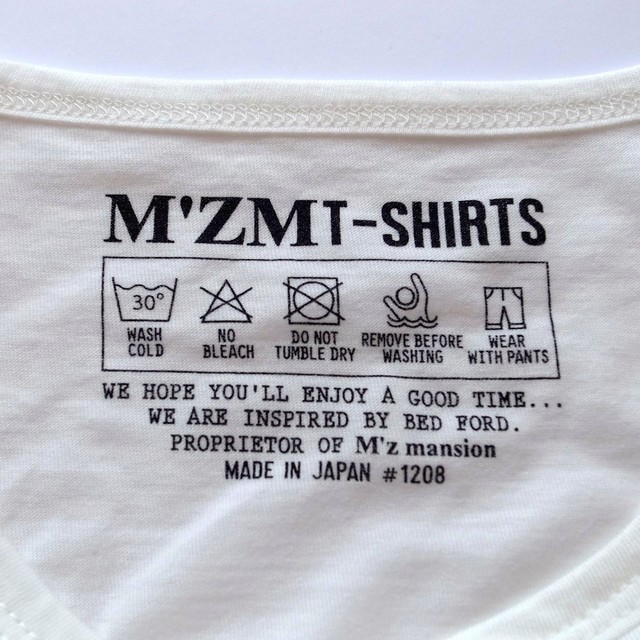 M'ZMT-SHIRTS
30°
WASH COLD
NO BLEACH
DO NOT TUMBLE DRY
REMOVE BEFORE WASHING
WEAR WITH PANTS
WE HOPE YOU'LL ENJOY A GOOD TIME...
WE ARE INSPIRED BY BED FORD.
PROPRIETOR OF M'z mansion
MADE IN JAPAN #1208